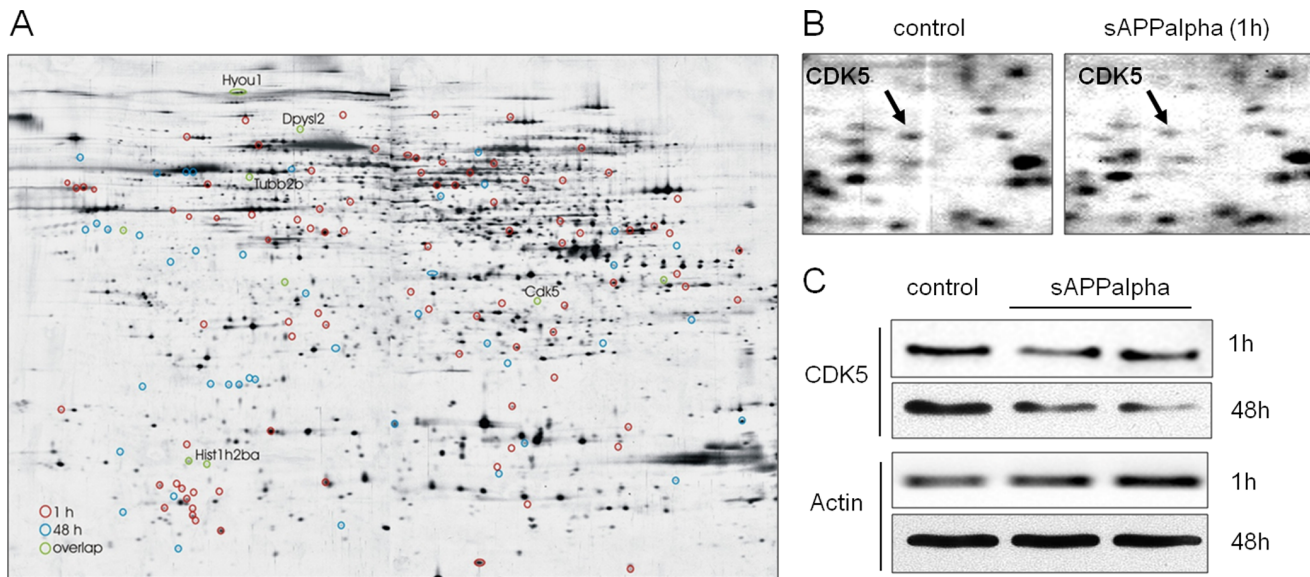 A
Hyou1
Dpysl2
Tubb2b
Cdk5
Hist1h2ba
1 h
48 h
overlap
B
control
sAPPalpha (1h)
CDK5
CDK5
C
control
sAPPalpha
CDK5
1h
48h
Actin
1h
48h